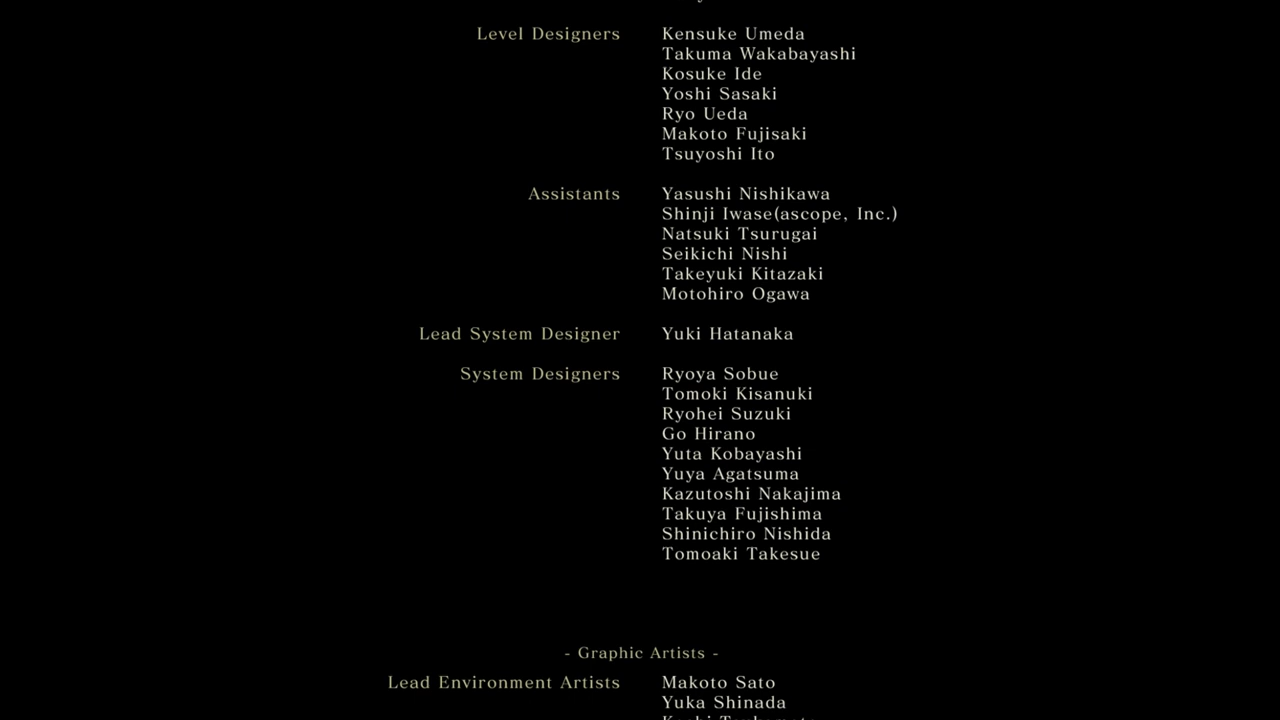 Level Designers Kensuke Umeda
Takuma Wakabayashi
Kosuke Ide
Yoshi Sasaki
Ryo Ueda
Makoto Fujisaki
Tsuyoshi Ito
Assistants Yasushi Nishikawa
Shinji Iwase(ascope, Inc.)
Natsuki Tsurugai
Seikichi Nishi
Takeyuki Kitazaki
Motohiro Ogawa
Lead System Designer Yuki Hatanaka
System Designers Ryoya Sobue
Tomoki Kisanuki
Ryohei Suzuki
Go Hirano
Yuta Kobayashi
Yuya Agatsuma
Kazutoshi Nakajima
Takuya Fujishima
Shinichiro Nishida
Tomoaki Takesue
- Graphic Artists -
Lead Environment Artists Makoto Sato
Yuka Shinada